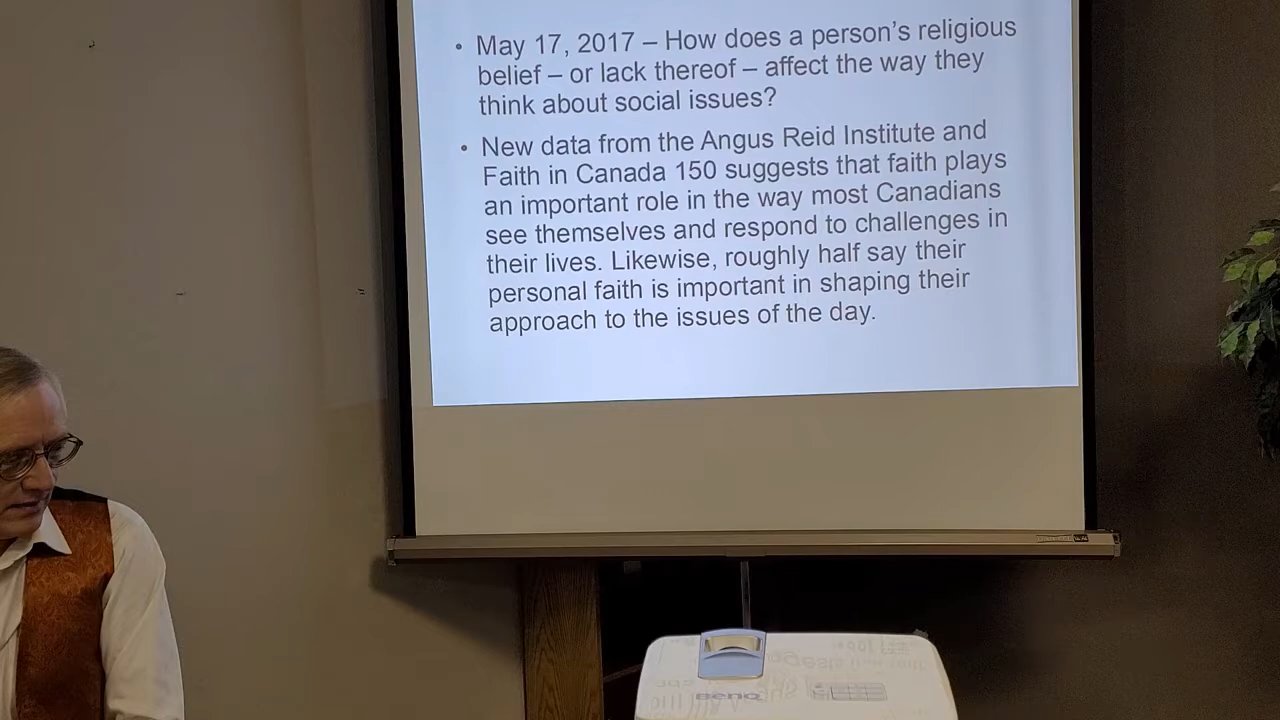 • May 17, 2017 – How does a person's religious
belief – or lack thereof – affect the way they
think about social issues?
• New data from the Angus Reid Institute and
Faith in Canada 150 suggests that faith plays
an important role in the way most Canadians
see themselves and respond to challenges in
their lives. Likewise, roughly half say their
personal faith is important in shaping their
approach to the issues of the day.
BenQ